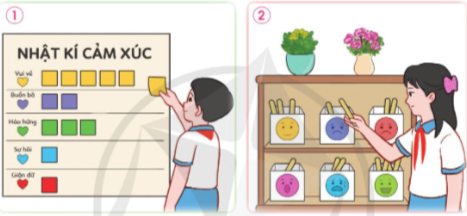 1
NHẬT KÍ CẢM XÚC
Vui vẻ
Buồn bã
Hào hứng
Sợ hãi
Giận dữ
2